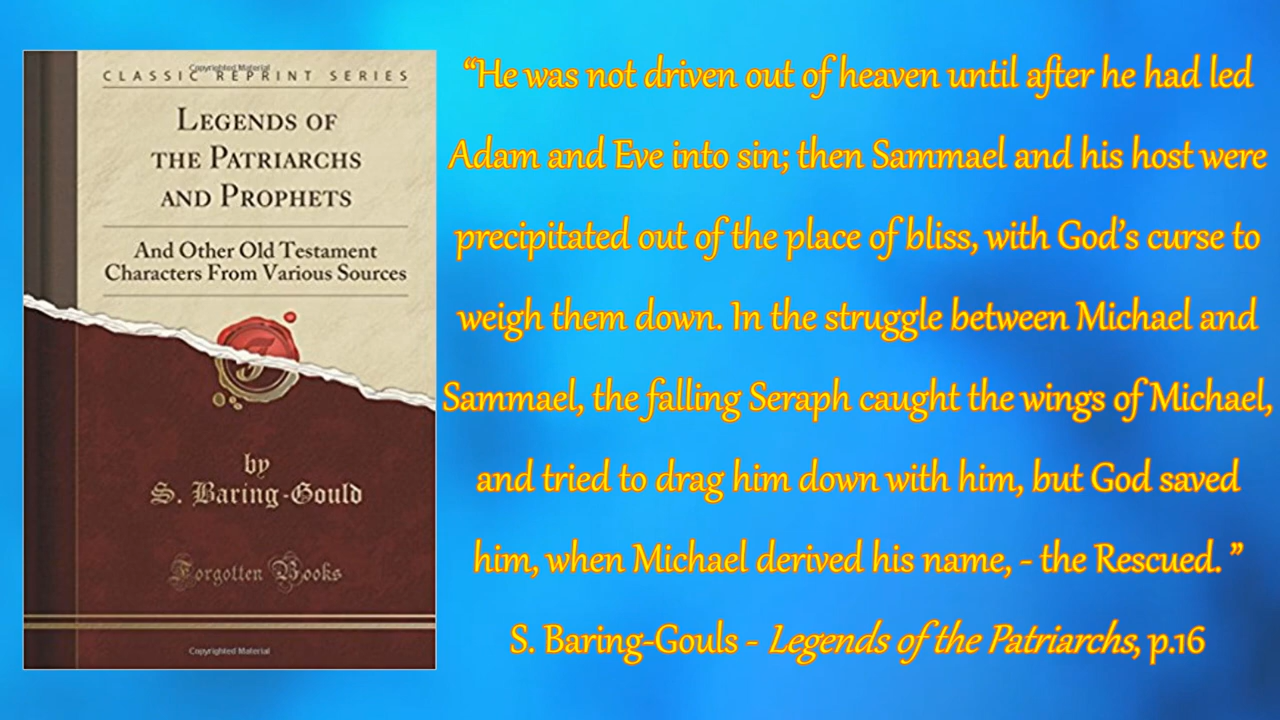 Copyrighted Material
CLASSIC REPRINT SERIES
LEGENDS OF
THE PATRIARCHS
AND PROPHETS
And Other Old Testament
Characters From Various Sources
by
S. Baring-Gould
Forgotten Books
Copyrighted Material
“He was not driven out of heaven until after he had led
Adam and Eve into sin; then Sammael and his host were
precipitated out of the place of bliss, with God’s curse to
weigh them down. In the struggle between Michael and
Sammael, the falling Seraph caught the wings of Michael,
and tried to drag him down with him, but God saved
him, when Michael derived his name, - the Rescued.”
S. Baring-Gouls - Legends of the Patriarchs, p.16